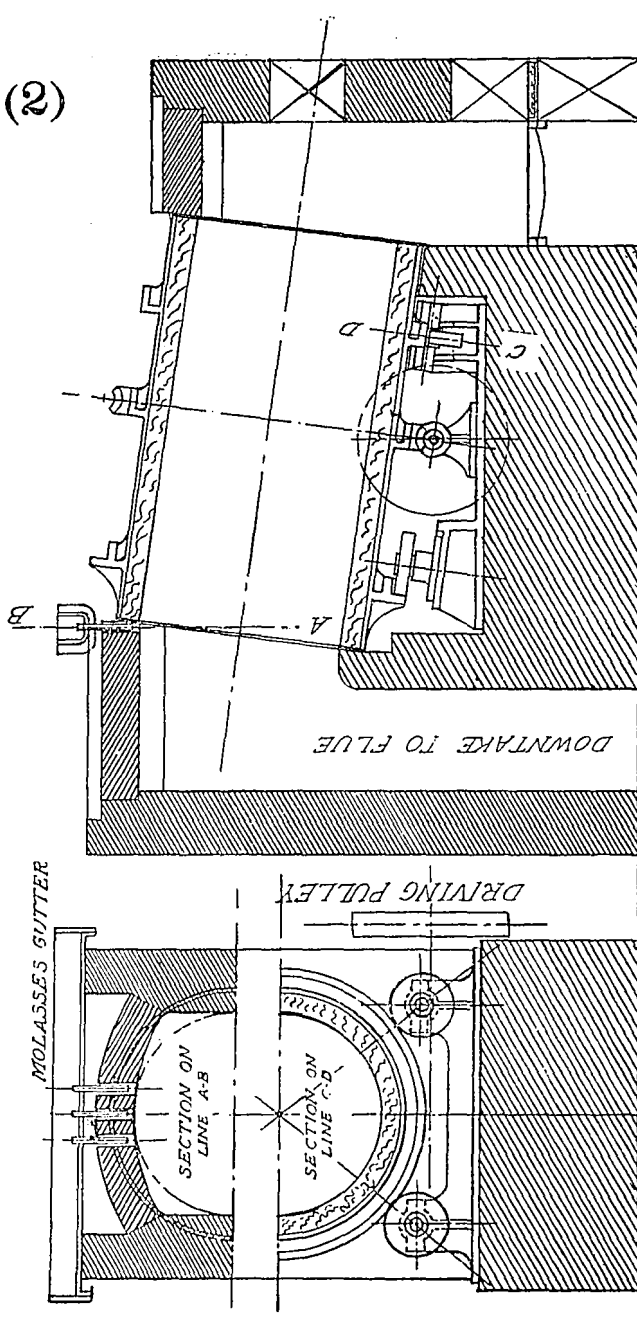 (2)
D
C
B
A
DOWNTAKE TO FLUE
DRIVING PULLEY
MOLASSES GUTTER
SECTION ON
LINE A-B
SECTION ON
LINE C-D